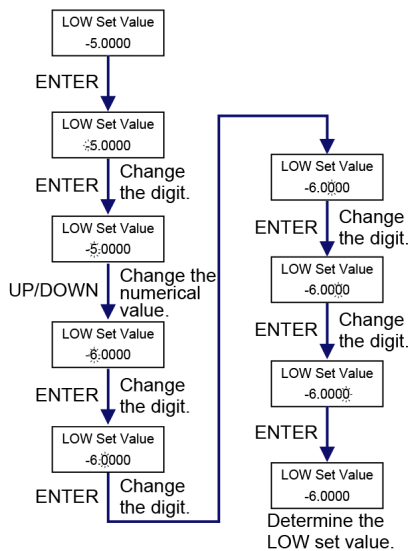 LOW Set Value
-5.0000
ENTER
LOW Set Value
-5.0000
ENTER
Change
the digit.
LOW Set Value
-5.0000
UP/DOWN
Change the
numerical
value.
LOW Set Value
-6.0000
ENTER
Change
the digit.
LOW Set Value
-6.0000
ENTER
Change
the digit.
LOW Set Value
-6.0000
ENTER
Change
the digit.
LOW Set Value
-6.0000
ENTER
Change
the digit.
LOW Set Value
-6.0000
ENTER
LOW Set Value
-6.0000
Determine the
LOW set value.